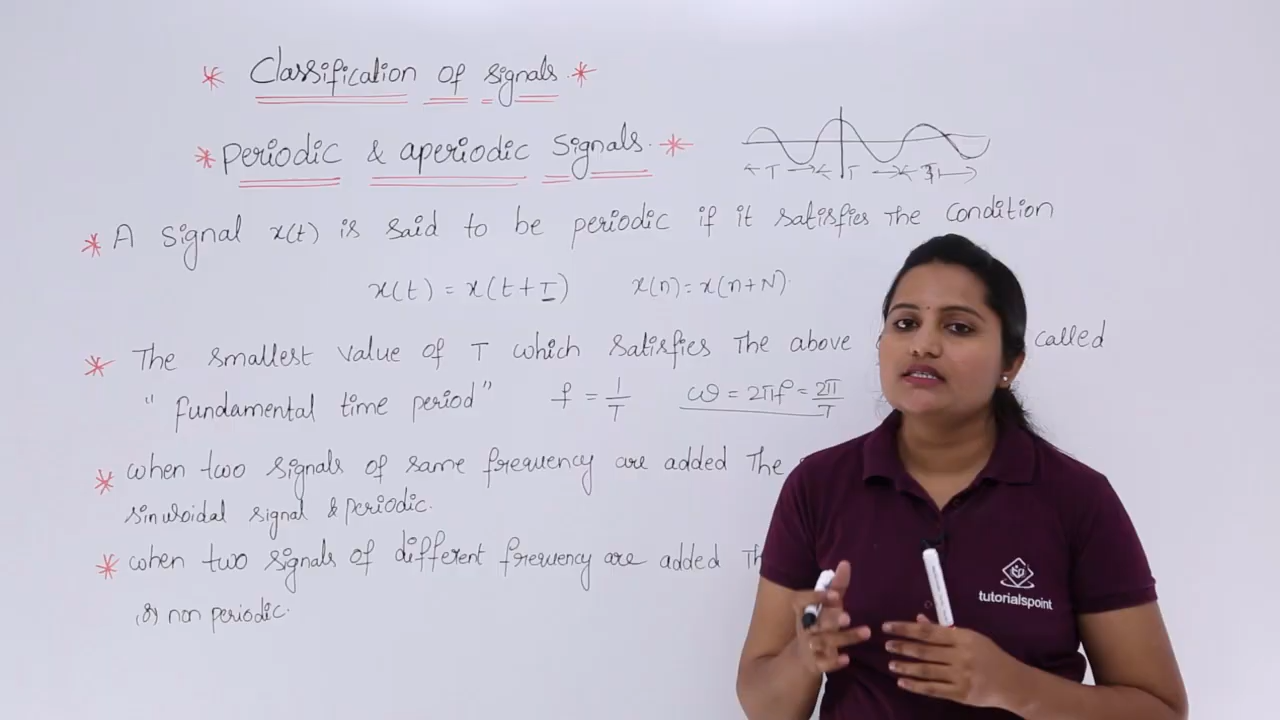 * Classification of signals *
* Periodic & aperiodic Signals. *
← T → ← T → ← T →
* A signal x(t) is said to be periodic if it satisfies the condition
x(t) = x(t+T) x(n) = x(n+N).
* The smallest value of T which satisfies the above called
"fundamental time period" f = 1/T ω = 2πf = 2π/T
* when two signals of same frequency are added the
sinusoidal signal & periodic.
* when two signals of different frequency are added
(or) non periodic.
tutorialspoint